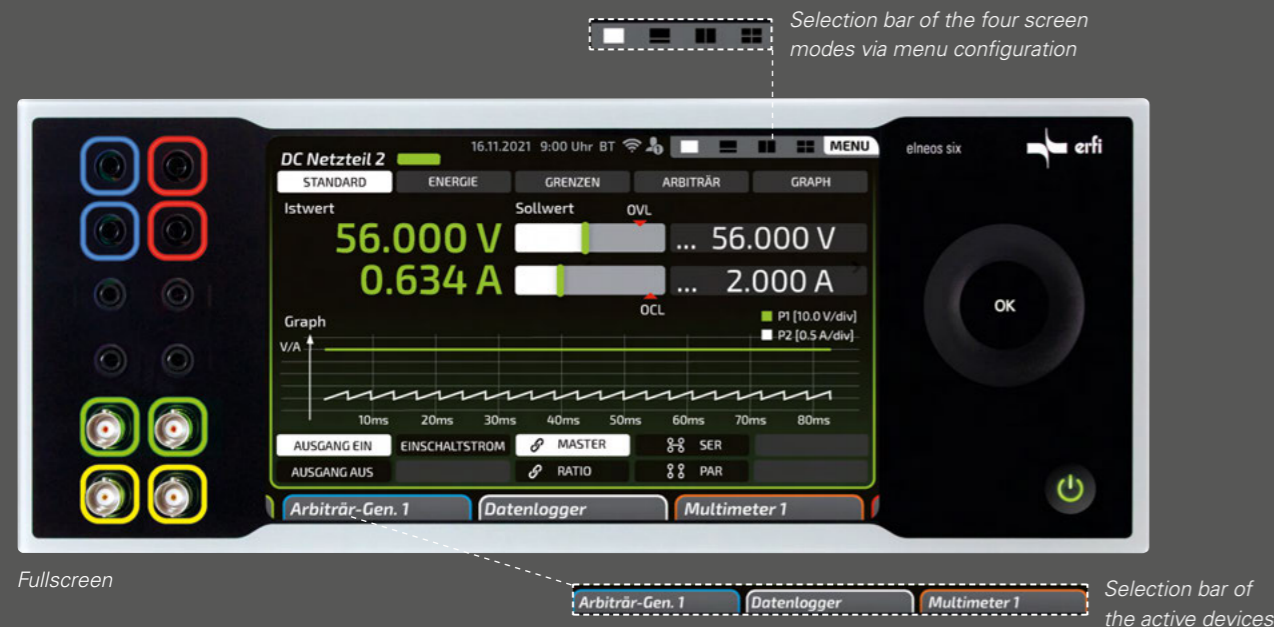 Selection bar of the four screen
modes via menu configuration
16.11.2021 9:00 Uhr BT
MENU
elneos six
erfi
DC Netzteil 2
STANDARD ENERGIE GRENZEN ARBITRÄR GRAPH
Istwert Sollwert OVL
56.000 V ... 56.000 V
0.634 A ... 2.000 A
OCL
OK
Graph
P1 [10.0 V/div]
P2 [0.5 A/div]
V/A
10ms 20ms 30ms 40ms 50ms 60ms 70ms 80ms
AUSGANG EIN EINSCHALTSTROM MASTER SER
AUSGANG AUS RATIO PAR
Arbiträr-Gen. 1 Datenlogger Multimeter 1
Fullscreen
Arbiträr-Gen. 1 Datenlogger Multimeter 1
Selection bar of
the active devices